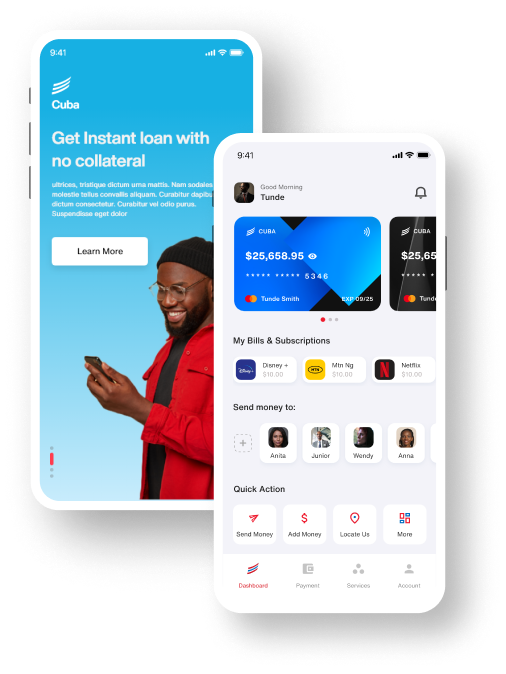 9:41
Cuba
Get Instant loan with
no collateral
ultrices, tristique dictum urna mattis. Nam sodales
molestie tellus convallis aliquam. Curabitur dapibu
dictum consectetur. Curabitur vel odio purus.
Suspendisse eget dolor
Learn More
9:41
Good Morning
Tunde
CUBA
$25,658.95
***** ***** 5346
Tunde Smith EXP 09/25
CUBA
$25,65
*****
Tunde
My Bills & Subscriptions
Disney +
$10.00
Disney+
Mtn Ng
$10.00
MTN
Netflix
$10.00
N
Send money to:
+
Anita Junior Wendy Anna
Quick Action
Send Money Add Money Locate Us More
Dashboard Payment Services Account